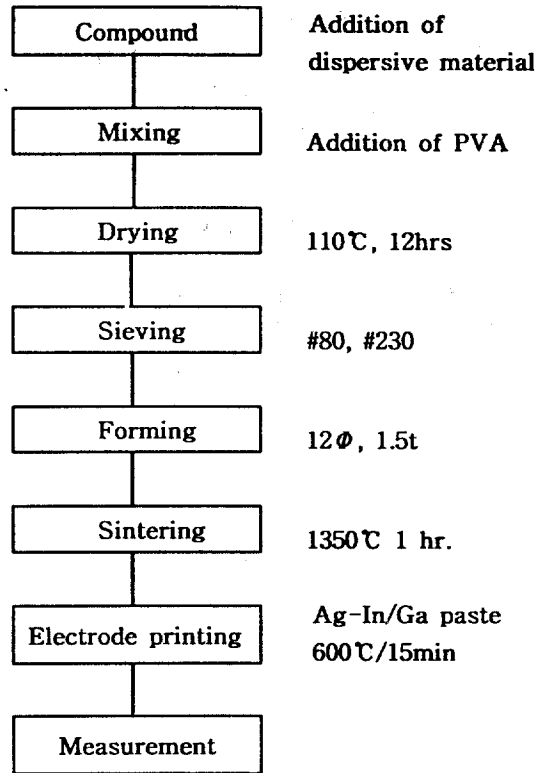 Compound
Addition of
dispersive material
Mixing
Addition of PVA
Drying
110℃, 12hrs
Sieving
#80, #230
Forming
12Φ, 1.5t
Sintering
1350℃ 1 hr.
Electrode printing
Ag-In/Ga paste
600℃/15min
Measurement